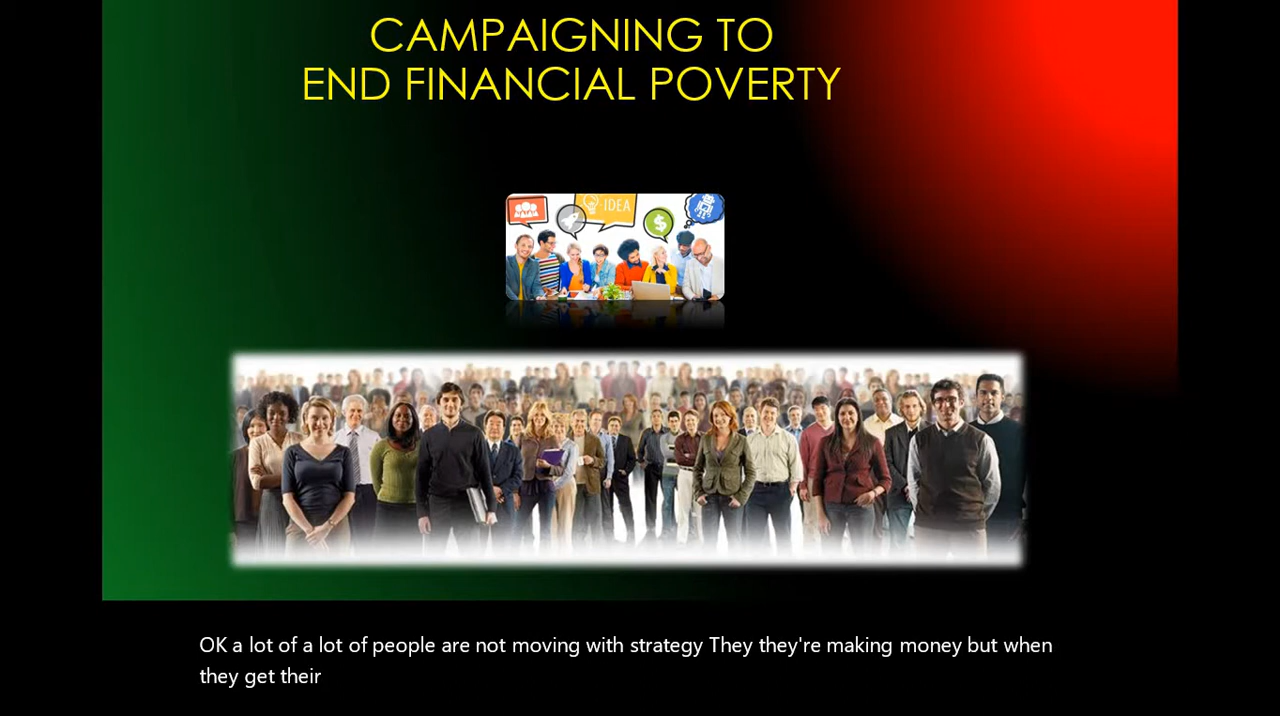 CAMPAIGNING TO
END FINANCIAL POVERTY
IDEA
$
OK a lot of a lot of people are not moving with strategy They they're making money but when
they get their